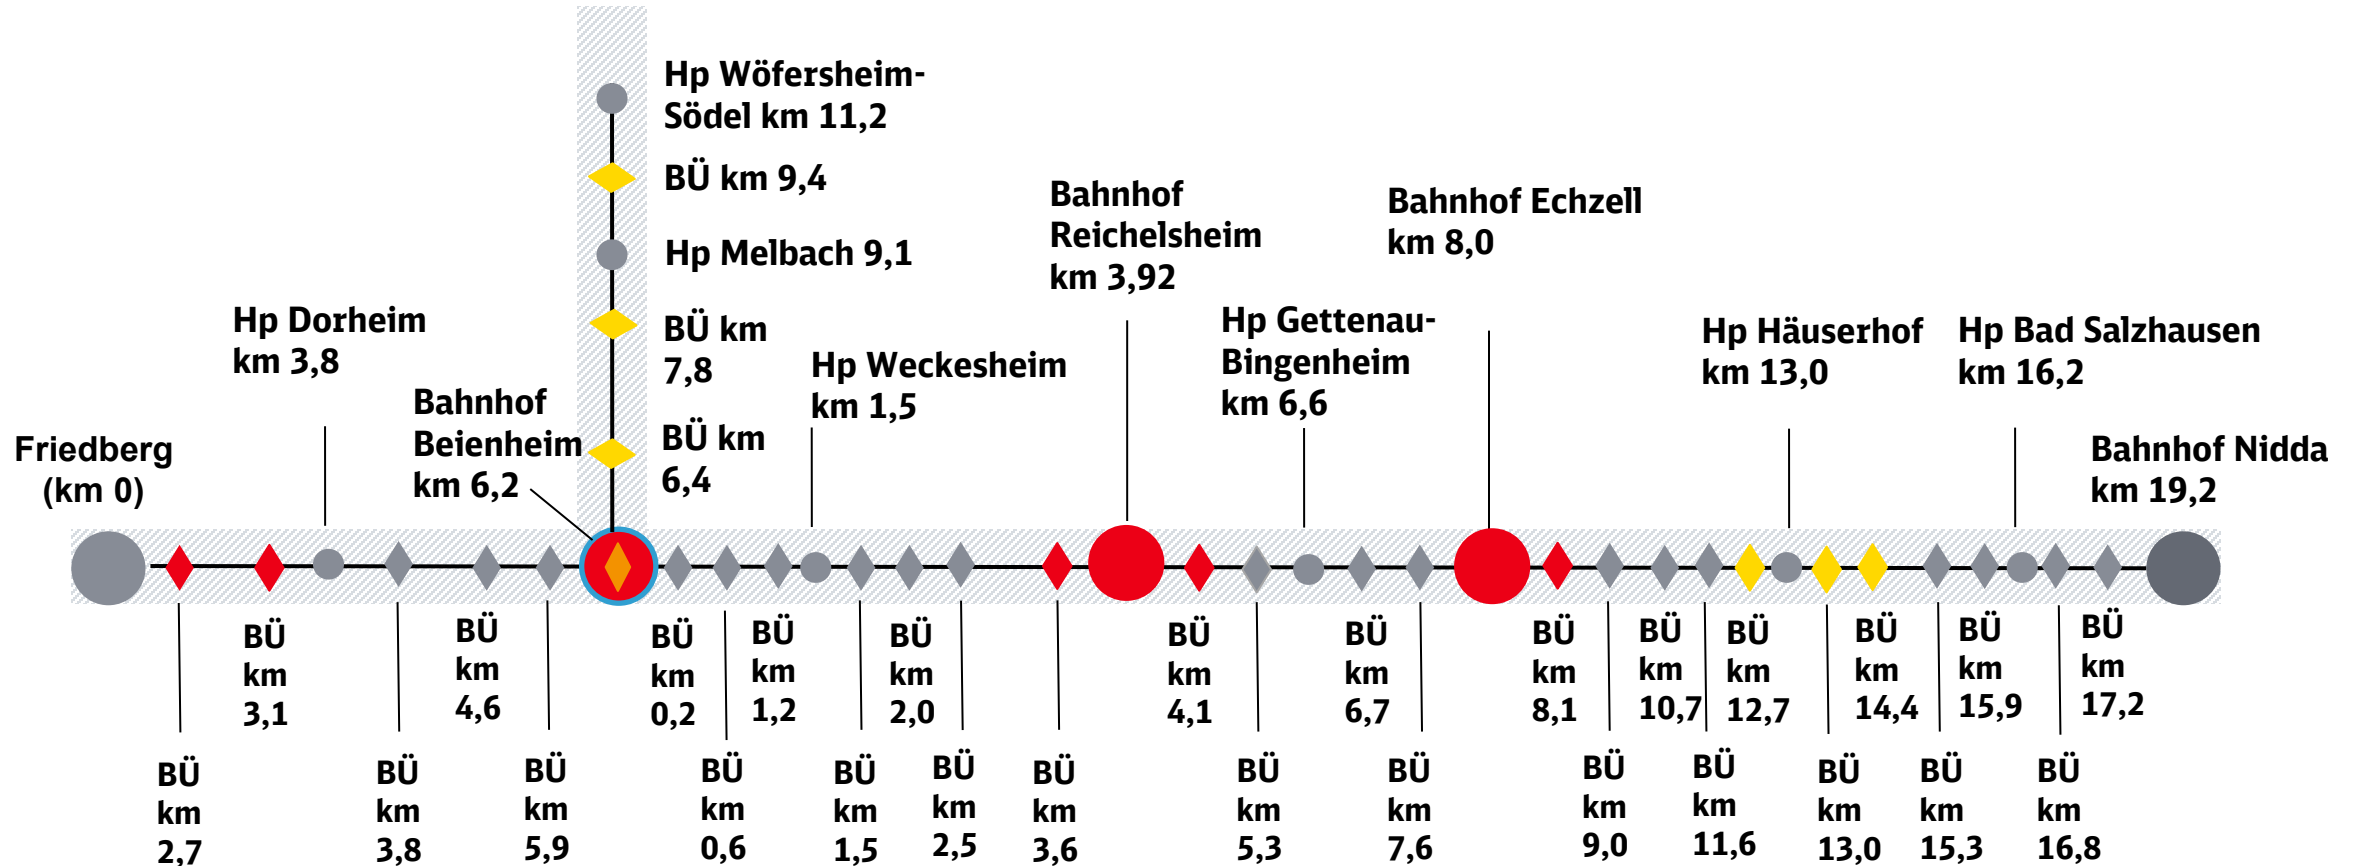 Hp Wöfersheim-
Södel km 11,2
BÜ km 9,4
Hp Melbach 9,1
BÜ km
7,8
BÜ km
6,4
Friedberg
(km 0)
Hp Dorheim
km 3,8
Bahnhof
Beienheim
km 6,2
Hp Weckesheim
km 1,5
Bahnhof
Reichelsheim
km 3,92
Hp Gettenau-
Bingenheim
km 6,6
Bahnhof Echzell
km 8,0
Hp Häuserhof
km 13,0
Hp Bad Salzhausen
km 16,2
Bahnhof Nidda
km 19,2
BÜ
km
2,7
BÜ
km
3,1
BÜ
km
3,8
BÜ
km
4,6
BÜ
km
5,9
BÜ
km
0,2
BÜ
km
0,6
BÜ
km
1,2
BÜ
km
1,5
BÜ
km
2,0
BÜ
km
2,5
BÜ
km
3,6
BÜ
km
4,1
BÜ
km
5,3
BÜ
km
6,7
BÜ
km
7,6
BÜ
km
8,1
BÜ
km
9,0
BÜ
km
10,7
BÜ
km
11,6
BÜ
km
12,7
BÜ
km
13,0
BÜ
km
14,4
BÜ
km
15,3
BÜ
km
15,9
BÜ
km
16,8
BÜ
km
17,2